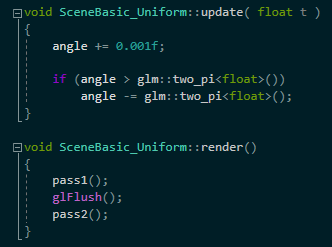 void SceneBasic_Uniform::update( float t )
{
    angle += 0.001f;

    if (angle > glm::two_pi<float>())
        angle -= glm::two_pi<float>();
}

void SceneBasic_Uniform::render()
{
    pass1();
    glFlush();
    pass2();
}